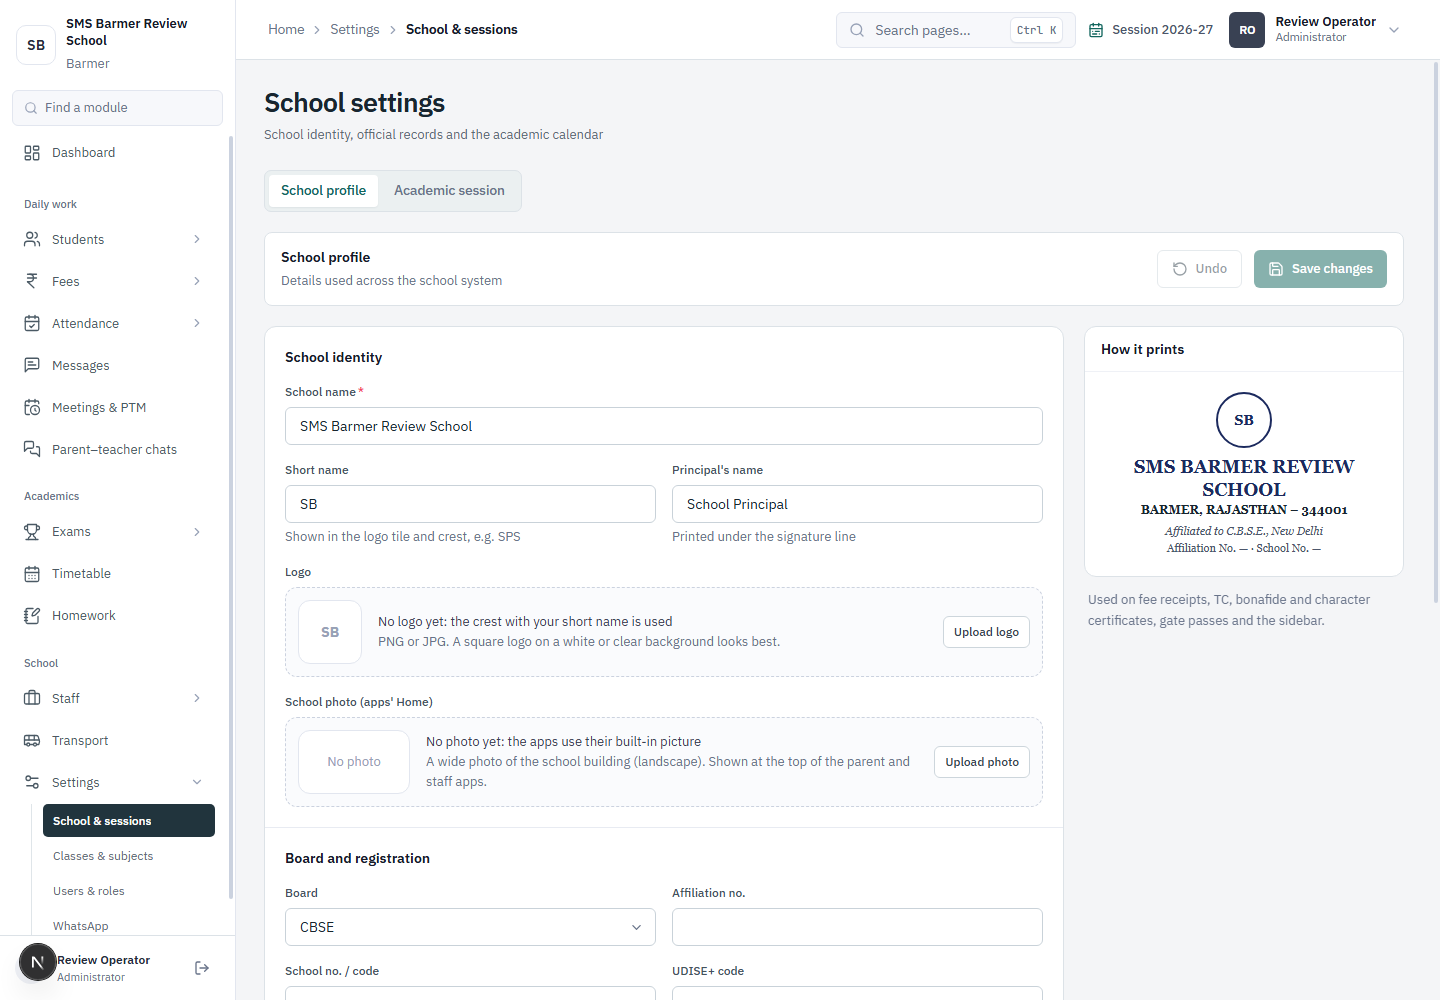 SB
SMS Barmer Review
School
Barmer
Find a module
Dashboard
Daily work
Students
Fees
Attendance
Messages
Meetings & PTM
Parent–teacher chats
Academics
Exams
Timetable
Homework
School
Staff
Transport
Settings
School & sessions
Classes & subjects
Users & roles
WhatsApp
N
Review Operator
Administrator
Home
Settings
School & sessions
Search pages...
Ctrl K
Session 2026-27
RO
Review Operator
Administrator
School settings
School identity, official records and the academic calendar
School profile
Academic session
School profile
Details used across the school system
Undo
Save changes
School identity
School name *
SMS Barmer Review School
Short name
Principal's name
SB
School Principal
Shown in the logo tile and crest, e.g. SPS
Printed under the signature line
Logo
SB
No logo yet: the crest with your short name is used
PNG or JPG. A square logo on a white or clear background looks best.
Upload logo
School photo (apps' Home)
No photo
No photo yet: the apps use their built-in picture
A wide photo of the school building (landscape). Shown at the top of the parent and
staff apps.
Upload photo
Board and registration
Board
Affiliation no.
CBSE
School no. / code
UDISE+ code
How it prints
SB
SMS BARMER REVIEW
SCHOOL
BARMER, RAJASTHAN – 344001
Affiliated to C.B.S.E., New Delhi
Affiliation No. — · School No. —
Used on fee receipts, TC, bonafide and character
certificates, gate passes and the sidebar.